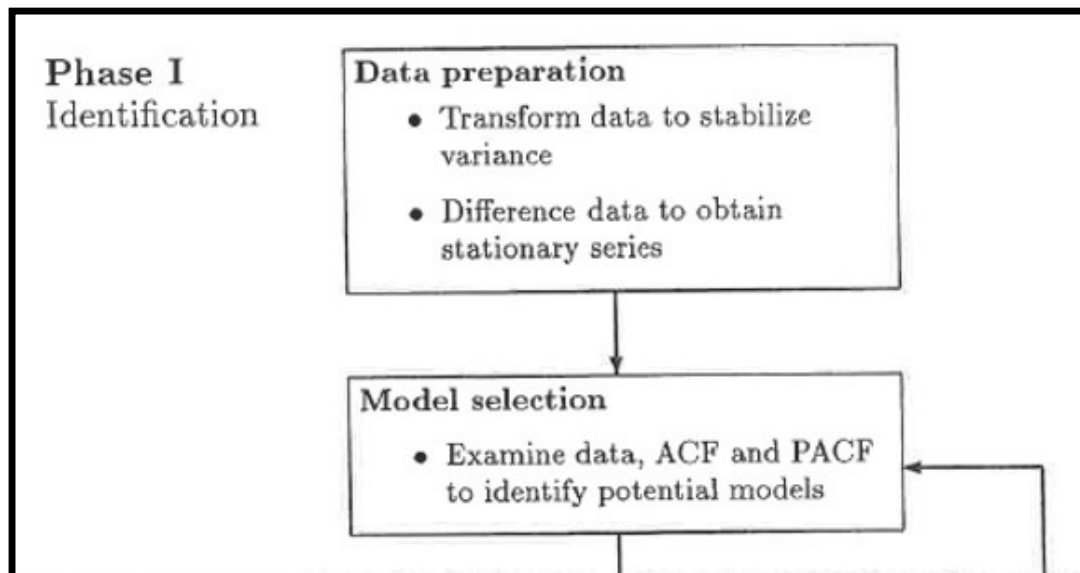 Phase I
Identification
Data preparation
• Transform data to stabilize
variance
• Difference data to obtain
stationary series
Model selection
• Examine data, ACF and PACF
to identify potential models